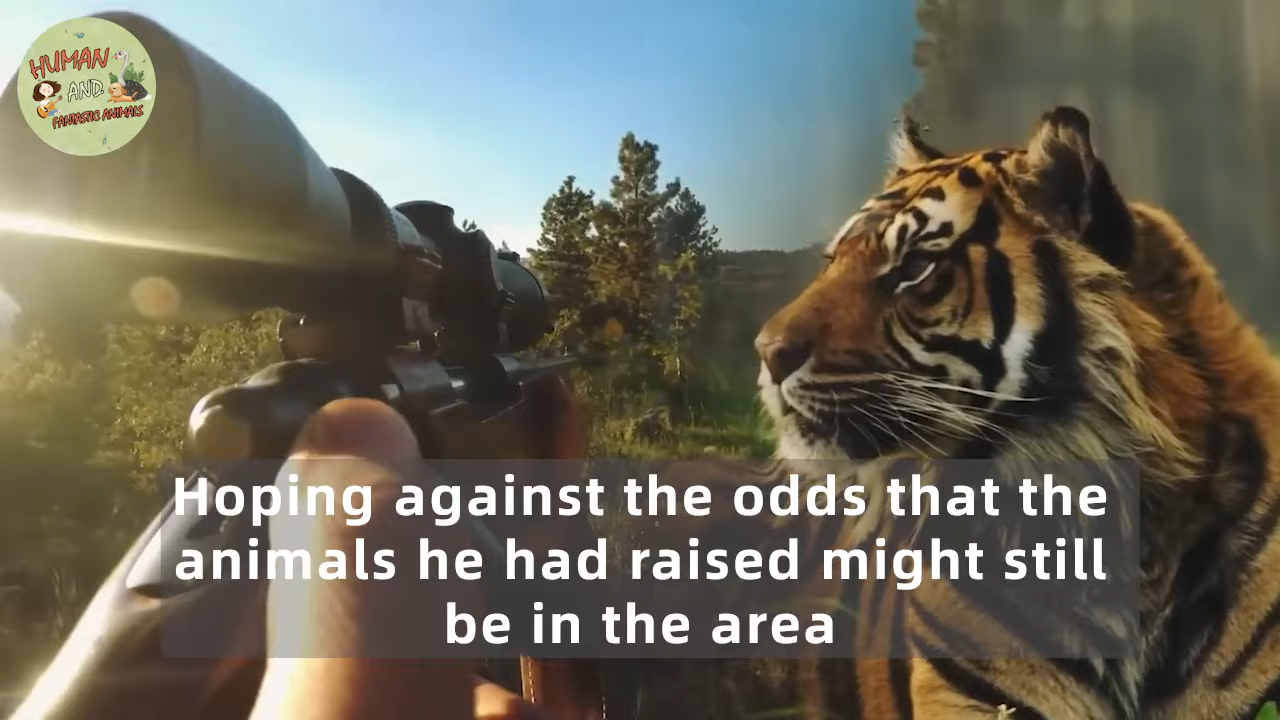 HUMAN
AND
FANTASTIC ANIMALS
Hoping against the odds that the
animals he had raised might still
be in the area